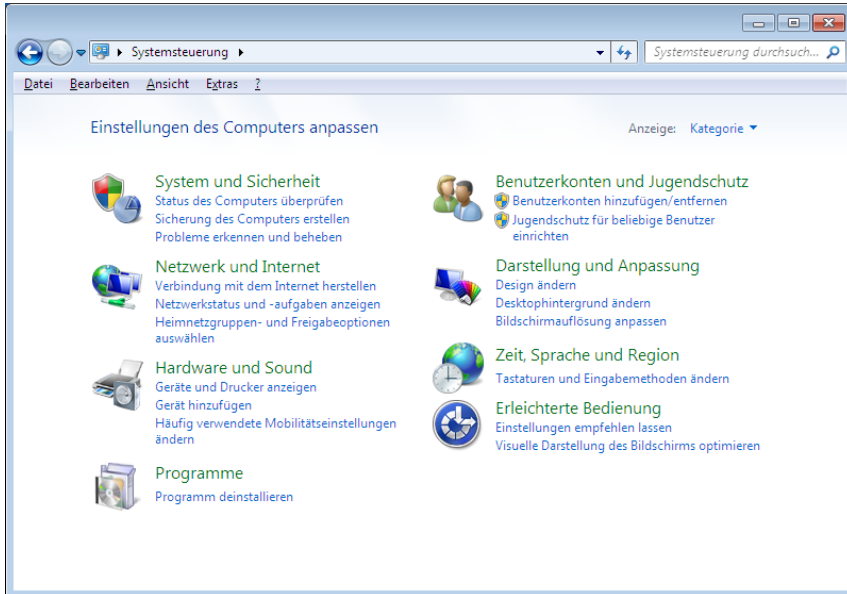 Systemsteuerung
Systemsteuerung durchsuch...
Datei Bearbeiten Ansicht Extras ?
Einstellungen des Computers anpassen
Anzeige: Kategorie
System und Sicherheit
Status des Computers überprüfen
Sicherung des Computers erstellen
Probleme erkennen und beheben
Netzwerk und Internet
Verbindung mit dem Internet herstellen
Netzwerkstatus und -aufgaben anzeigen
Heimnetzgruppen- und Freigabeoptionen
auswählen
Hardware und Sound
Geräte und Drucker anzeigen
Gerät hinzufügen
Häufig verwendete Mobilitätseinstellungen
ändern
Programme
Programm deinstallieren
Benutzerkonten und Jugendschutz
Benutzerkonten hinzufügen/entfernen
Jugendschutz für beliebige Benutzer
einrichten
Darstellung und Anpassung
Design ändern
Desktophintergrund ändern
Bildschirmauflösung anpassen
Zeit, Sprache und Region
Tastaturen und Eingabemethoden ändern
Erleichterte Bedienung
Einstellungen empfehlen lassen
Visuelle Darstellung des Bildschirms optimieren